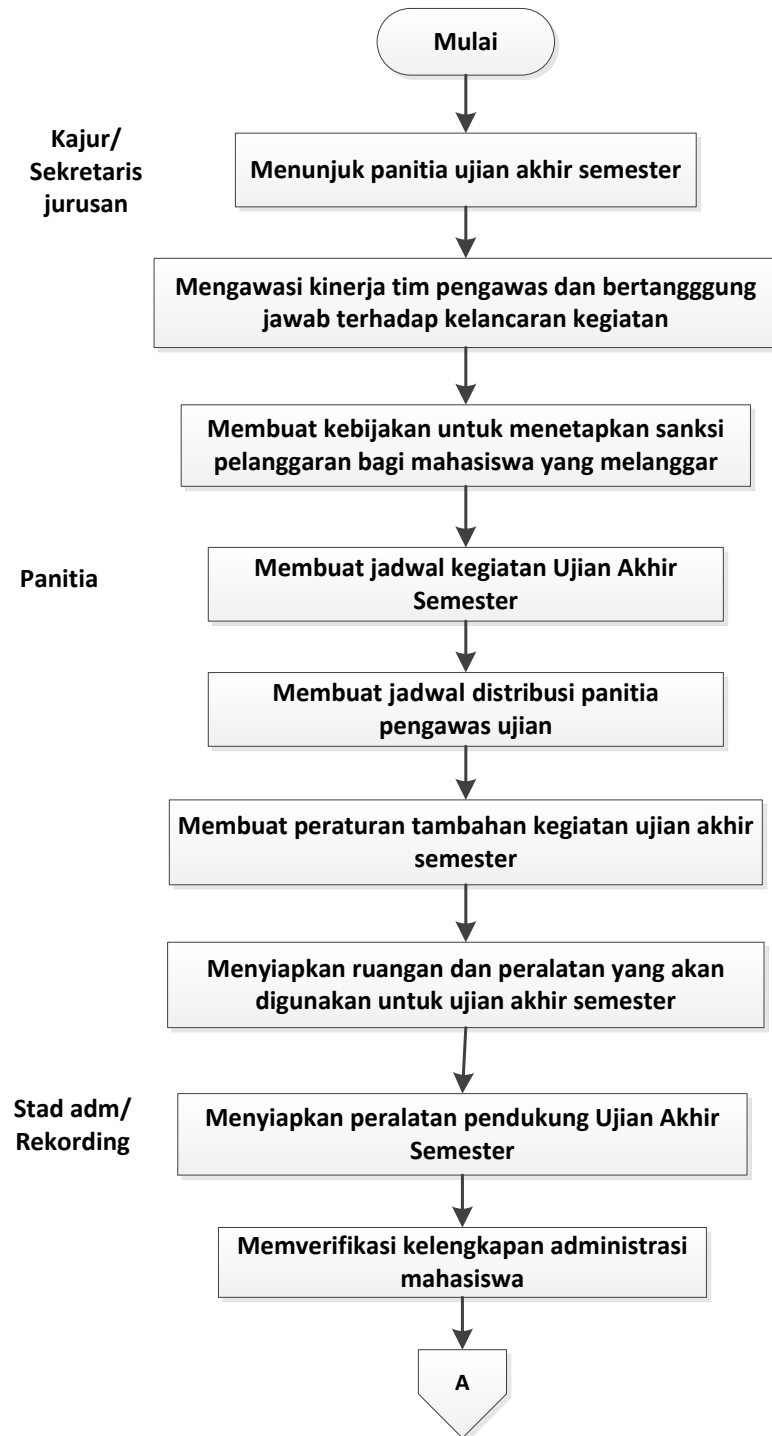 Mulai
Kajur/
Sekretaris
jurusan
Menunjuk panitia ujian akhir semester
Mengawasi kinerja tim pengawas dan bertangggung
jawab terhadap kelancaran kegiatan
Membuat kebijakan untuk menetapkan sanksi
pelanggaran bagi mahasiswa yang melanggar
Panitia
Membuat jadwal kegiatan Ujian Akhir
Semester
Membuat jadwal distribusi panitia
pengawas ujian
Membuat peraturan tambahan kegiatan ujian akhir
semester
Menyiapkan ruangan dan peralatan yang akan
digunakan untuk ujian akhir semester
Stad adm/
Rekording
Menyiapkan peralatan pendukung Ujian Akhir
Semester
Memverifikasi kelengkapan administrasi
mahasiswa
A